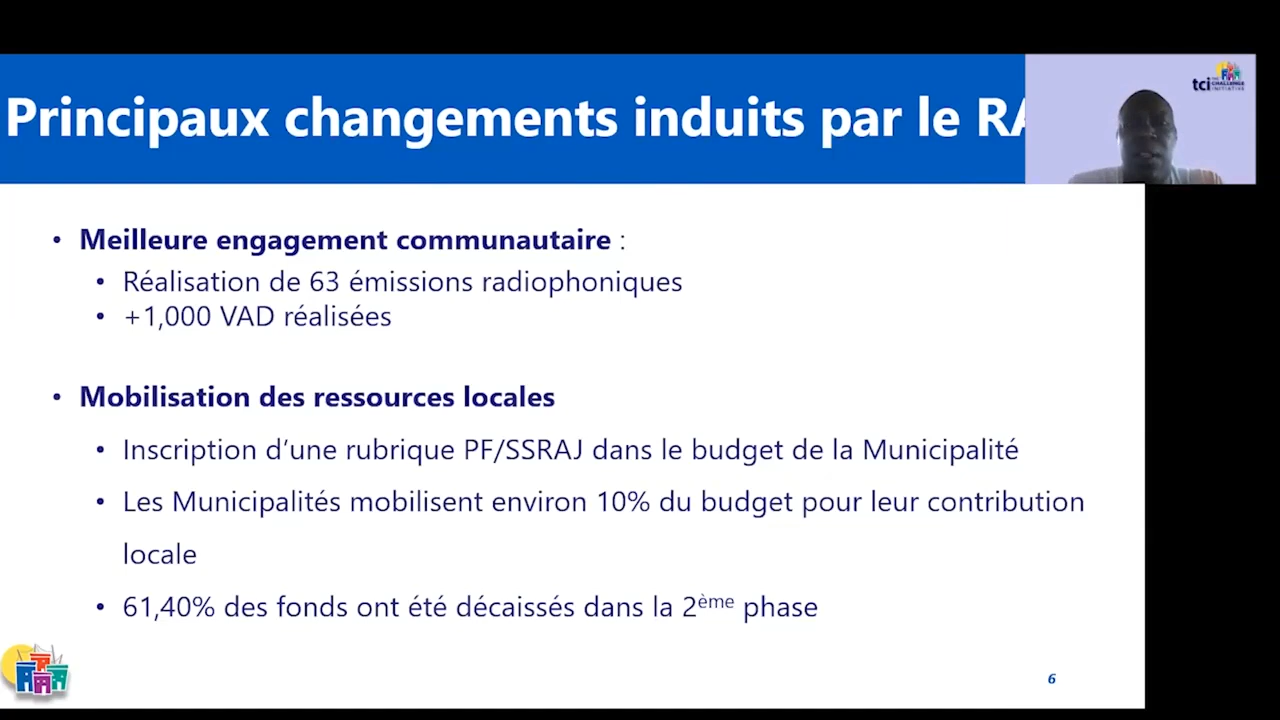 Principaux changements induits par le RA
tci THE CHALLENGE INITIATIVE
• Meilleure engagement communautaire :
• Réalisation de 63 émissions radiophoniques
• +1,000 VAD réalisées
• Mobilisation des ressources locales
• Inscription d’une rubrique PF/SSRAJ dans le budget de la Municipalité
• Les Municipalités mobilisent environ 10% du budget pour leur contribution
locale
• 61,40% des fonds ont été décaissés dans la 2ème phase
6